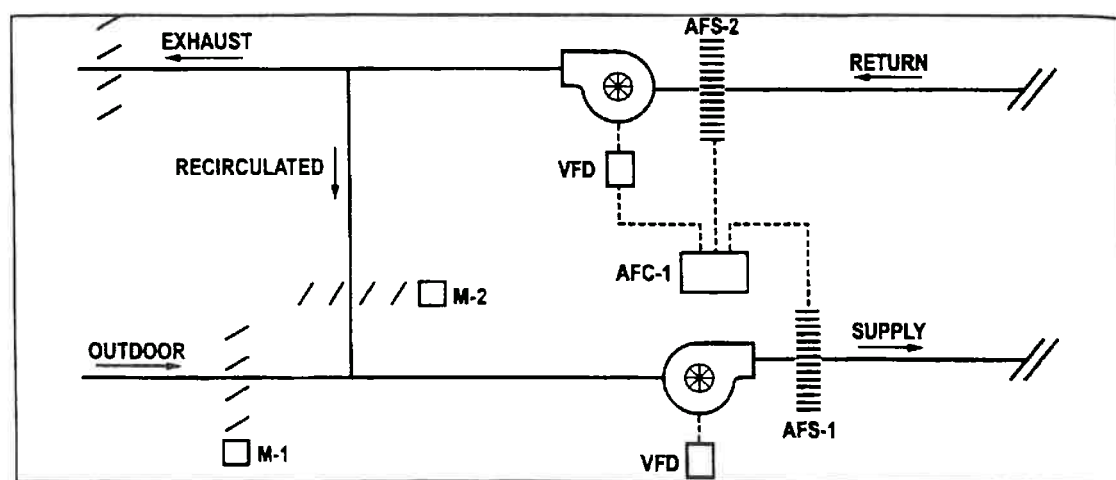 EXHAUST
AFS-2
RETURN
RECIRCULATED
VFD
AFC-1
M-2
OUTDOOR
SUPPLY
AFS-1
M-1
VFD